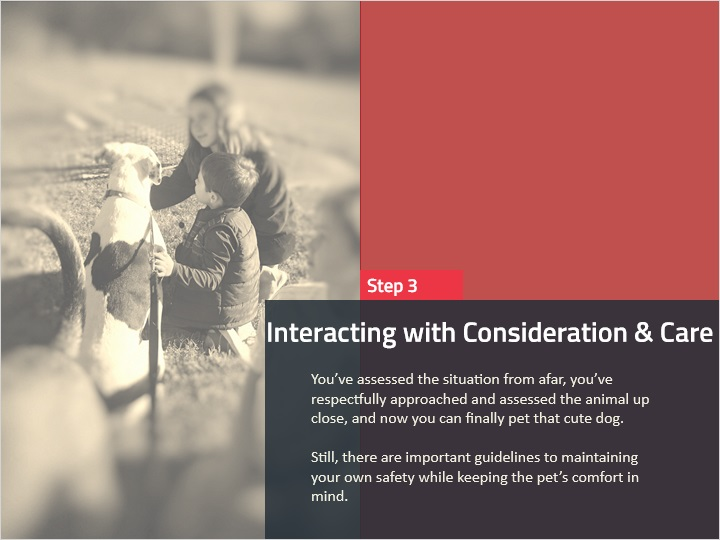 Step 3
Interacting with Consideration & Care
You’ve assessed the situation from afar, you’ve
respectfully approached and assessed the animal up
close, and now you can finally pet that cute dog.
Still, there are important guidelines to maintaining
your own safety while keeping the pet’s comfort in
mind.